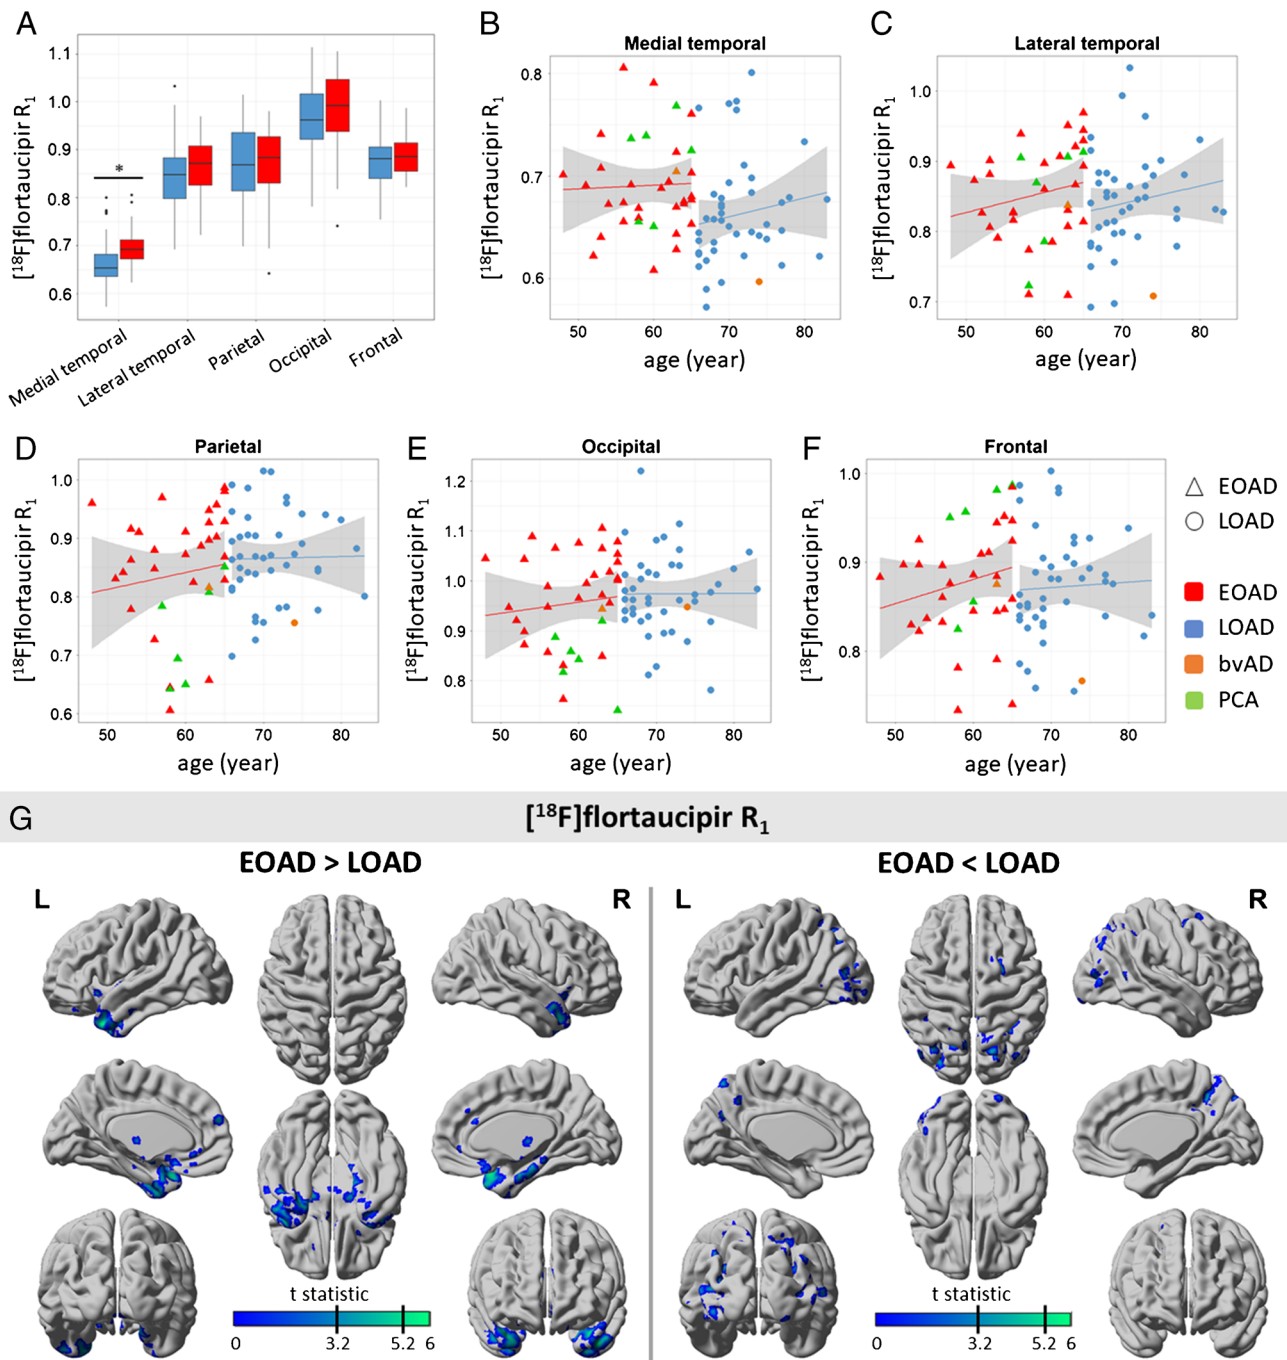 A
[18F]flortaucipir R1
1.1
1.0
0.9
0.8
0.7
0.6
*
Medial temporal
Lateral temporal
Parietal
Occipital
Frontal
B
Medial temporal
[18F]flortaucipir R1
0.8
0.7
0.6
50 60 70 80
age (year)
C
Lateral temporal
[18F]flortaucipir R1
1.0
0.9
0.8
0.7
50 60 70 80
age (year)
D
Parietal
[18F]flortaucipir R1
1.0
0.9
0.8
0.7
0.6
50 60 70 80
age (year)
E
Occipital
[18F]flortaucipir R1
1.2
1.1
1.0
0.9
0.8
50 60 70 80
age (year)
F
Frontal
[18F]flortaucipir R1
1.0
0.9
0.8
50 60 70 80
age (year)
EOAD
LOAD
EOAD
LOAD
bvAD
PCA
G
[18F]flortaucipir R1
EOAD > LOAD
L R
t statistic
0 3.2 5.2 6
EOAD < LOAD
L R
t statistic
0 3.2 5.2 6